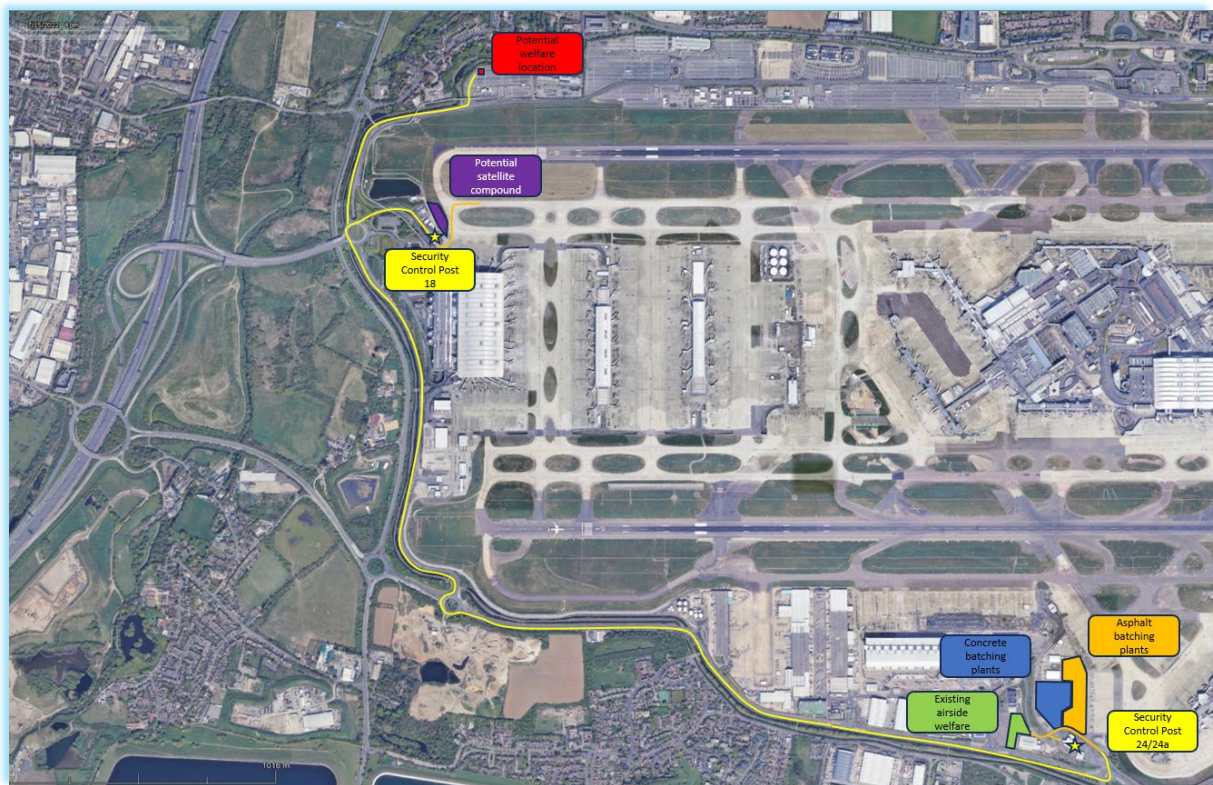 Potential
welfare
location
Potential
satellite
compound
Security
Control Post
18
Asphalt
batching
plants
Concrete
batching
plants
Existing
airside
welfare
Security
Control Post
24/24a
1016 m